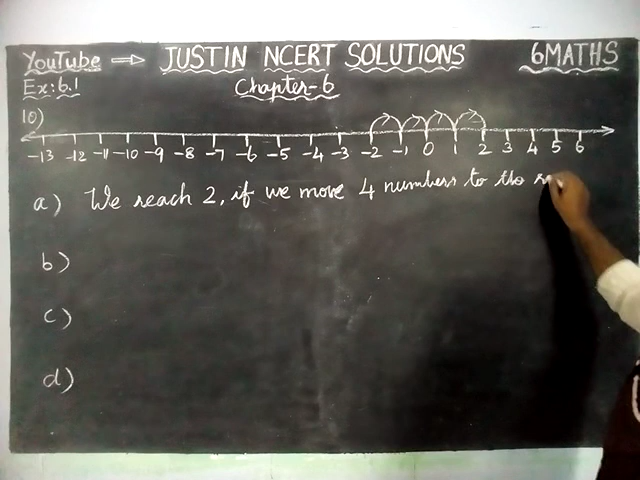 YouTube ⇒ JUSTIN NCERT SOLUTIONS 6MATHS
Ex: 6.1 Chapter-6
10)
-13 -12 -11 -10 -9 -8 -7 -6 -5 -4 -3 -2 -1 0 1 2 3 4 5 6
a) We reach 2, if we move 4 numbers to the
b)
c)
d)